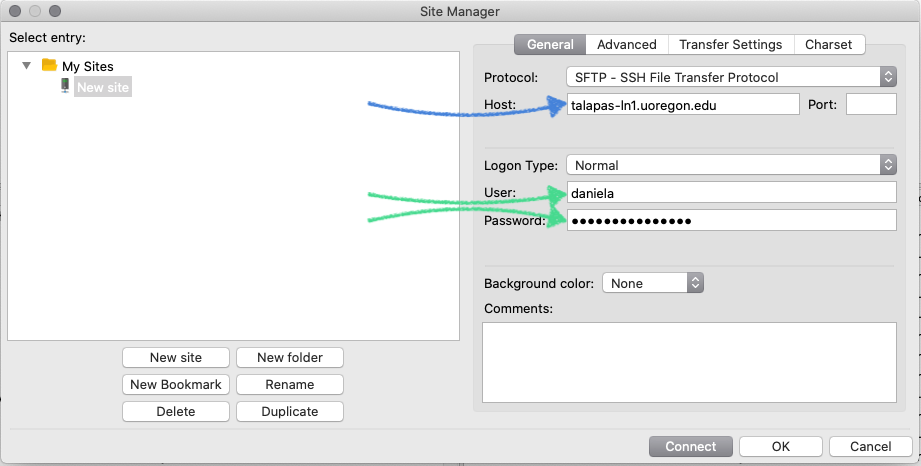 Site Manager
Select entry:
My Sites
New site
New site
New folder
New Bookmark
Rename
Delete
Duplicate
General
Advanced
Transfer Settings
Charset
Protocol:
SFTP - SSH File Transfer Protocol
Host:
talapas-ln1.uoregon.edu
Port:
Logon Type:
Normal
User:
daniela
Password:
●●●●●●●●●●●●●●●
Background color:
None
Comments:
Connect
OK
Cancel